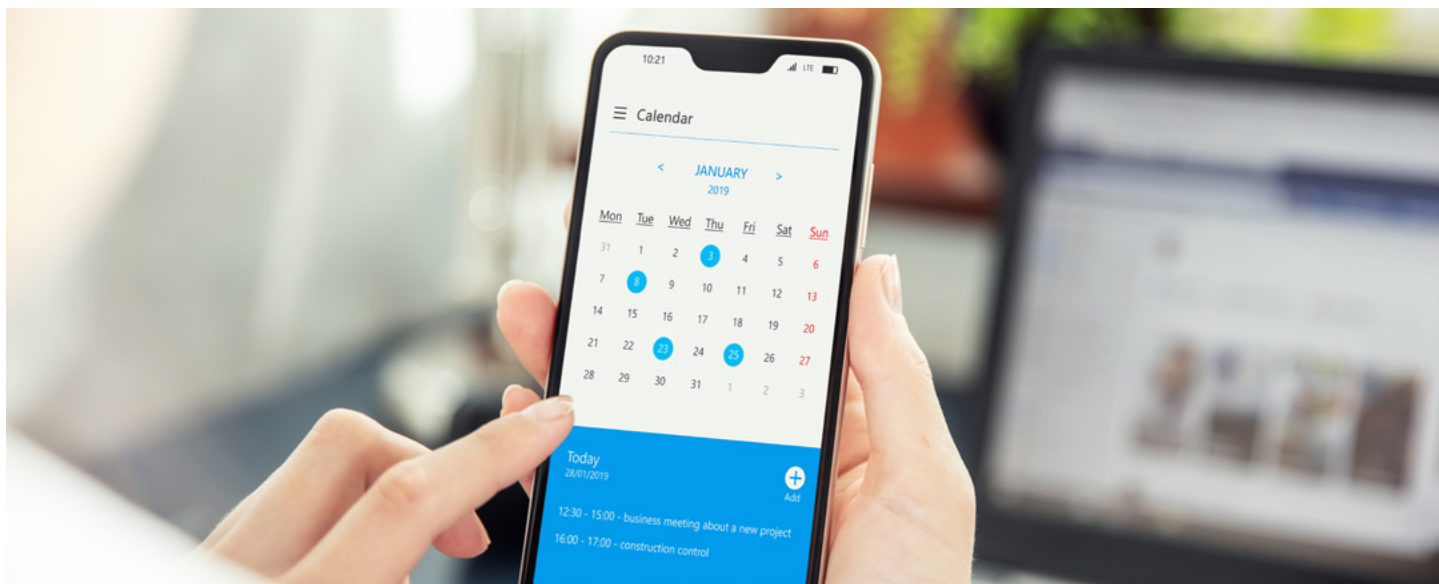 10:21 LTE
Calendar
< JANUARY >
2019
Mon Tue Wed Thu Fri Sat Sun
31 1 2 3 4 5 6
7 8 9 10 11 12 13
14 15 16 17 18 19 20
21 22 23 24 25 26 27
28 29 30 31 1 2 3
Today
28/01/2019
Add
12:30 - 15:00 - business meeting about a new project
16:00 - 17:00 - construction control